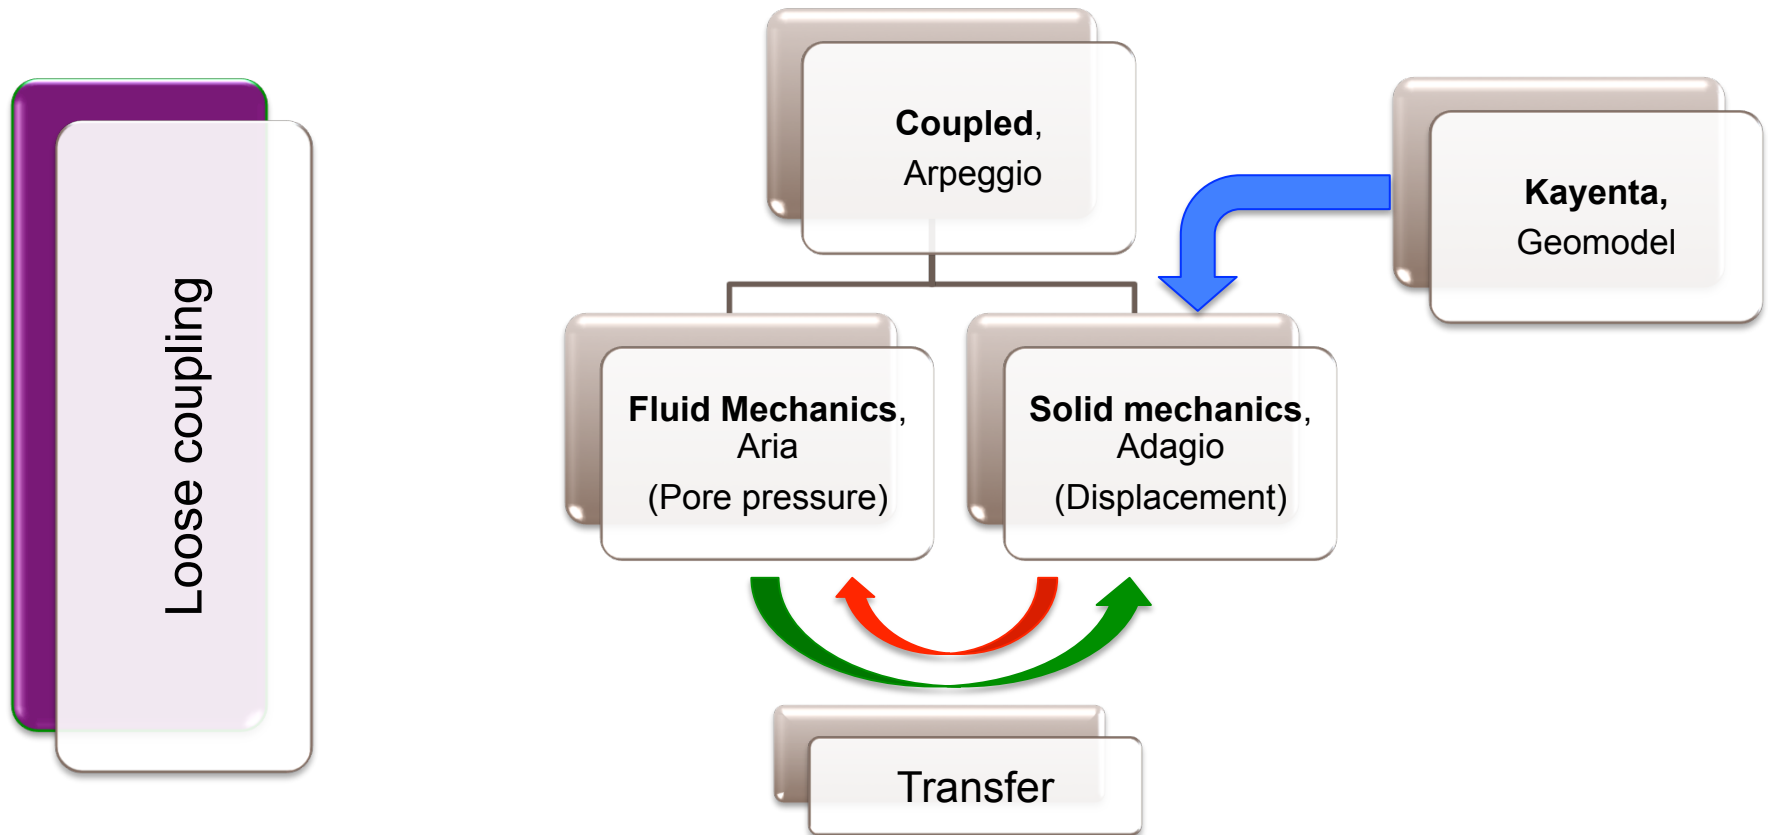 Loose coupling
Coupled,
Arpeggio
Kayenta,
Geomodel
Fluid Mechanics,
Aria
(Pore pressure)
Solid mechanics,
Adagio
(Displacement)
Transfer